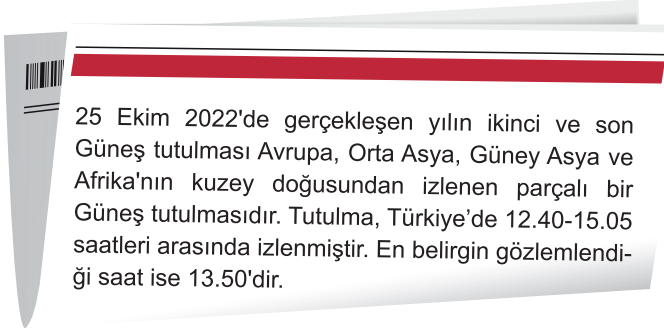 25 Ekim 2022'de gerçekleşen yılın ikinci ve son
Güneş tutulması Avrupa, Orta Asya, Güney Asya ve
Afrika'nın kuzey doğusundan izlenen parçalı bir
Güneş tutulmasıdır. Tutulma, Türkiye’de 12.40-15.05
saatleri arasında izlenmiştir. En belirgin gözlemlendi-
ği saat ise 13.50'dir.